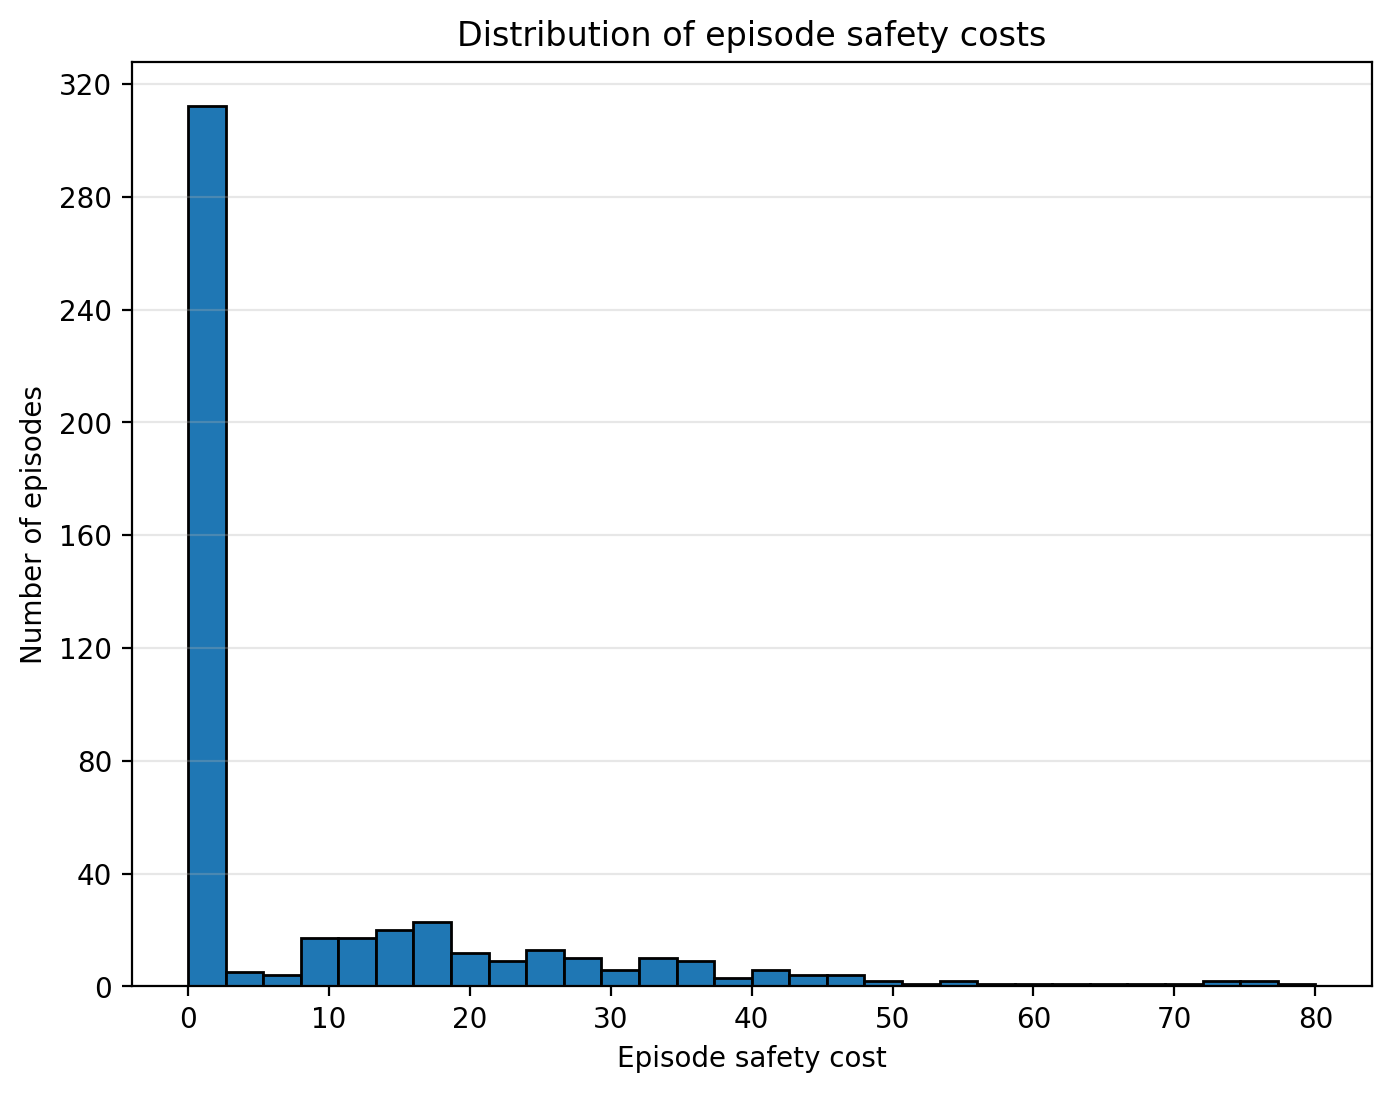 Distribution of episode safety costs
320
280
240
200
160
120
80
40
0
Number of episodes
0 10 20 30 40 50 60 70 80
Episode safety cost